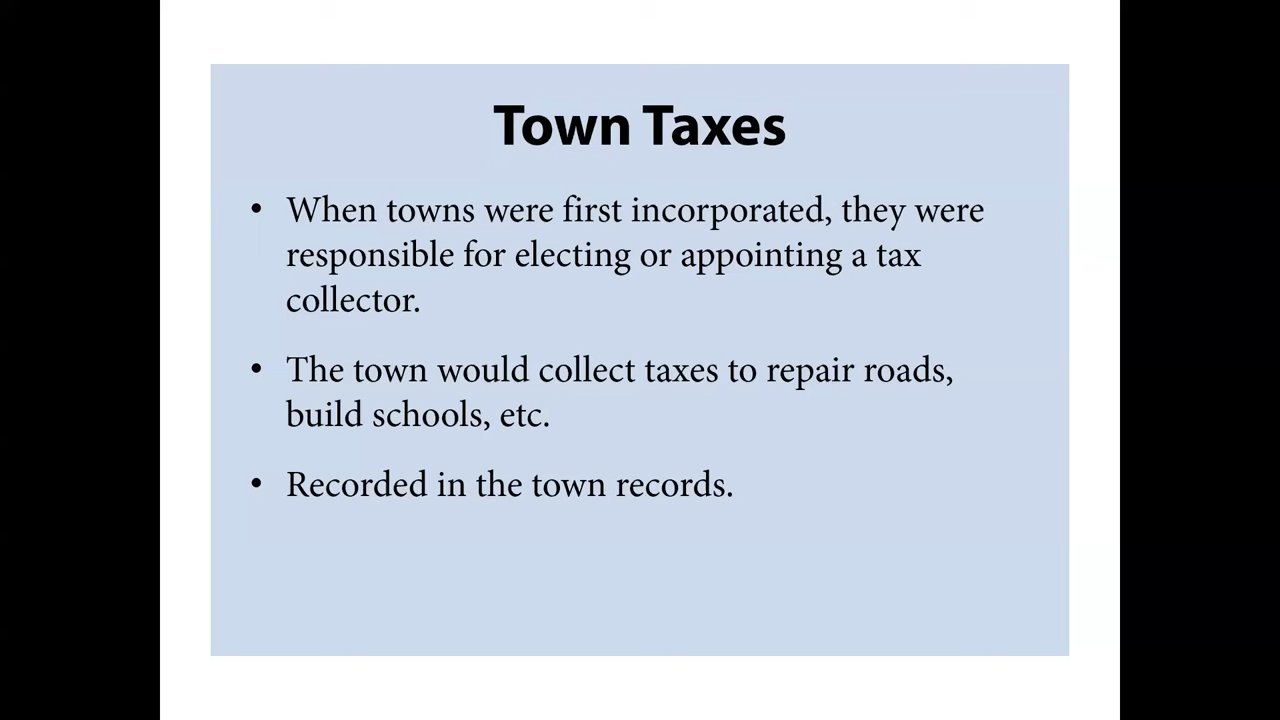 Town Taxes
• When towns were first incorporated, they were
responsible for electing or appointing a tax
collector.
• The town would collect taxes to repair roads,
build schools, etc.
• Recorded in the town records.